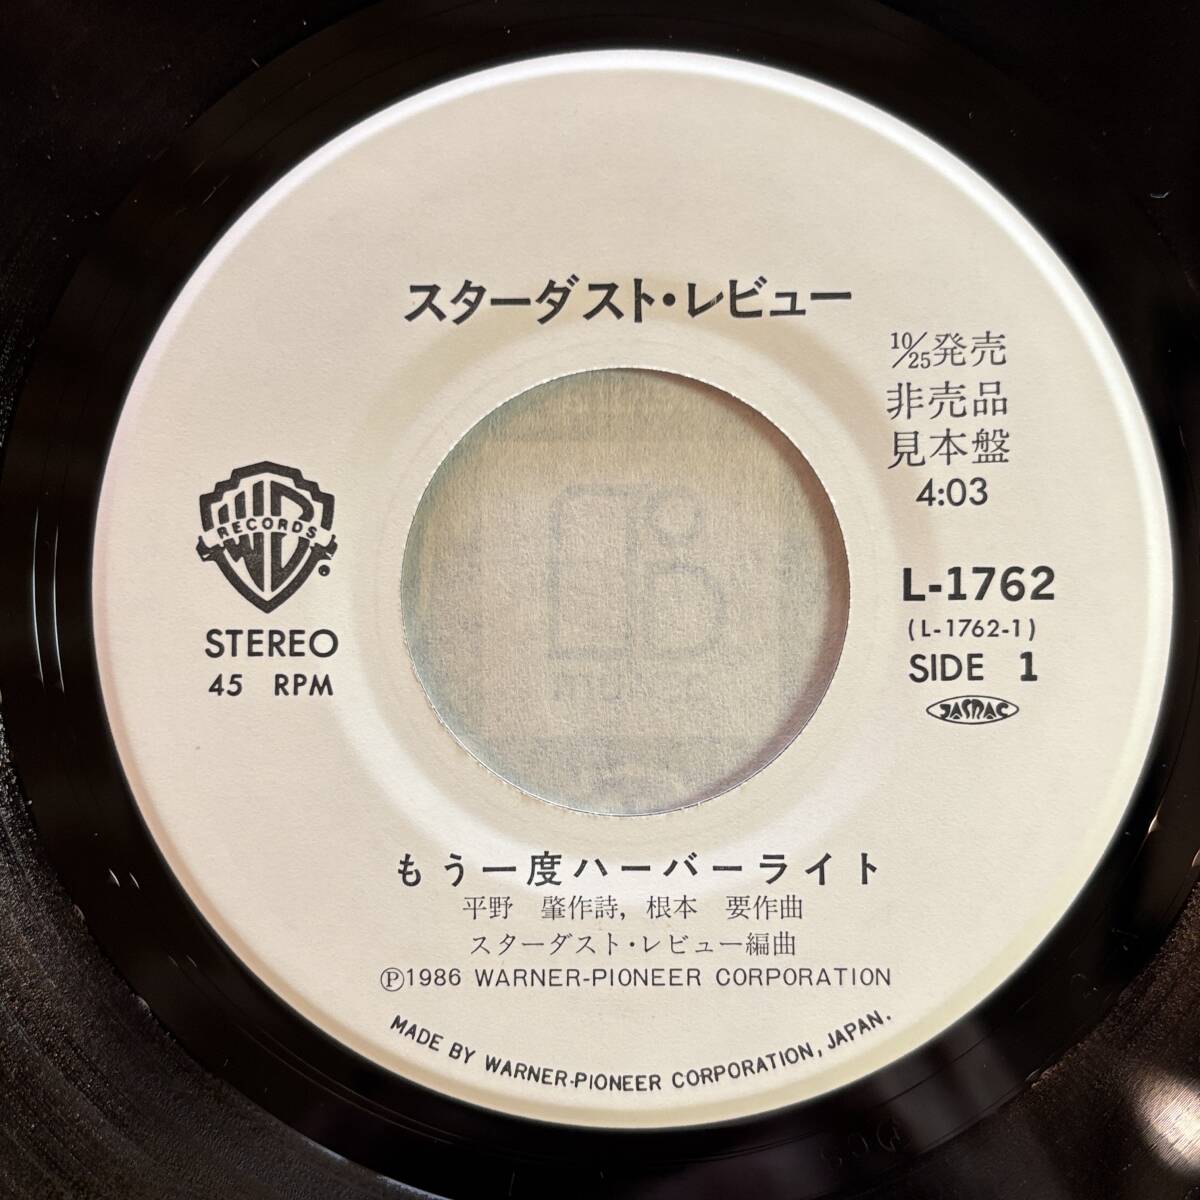 スターダスト・レビュー
10/25発売
非売品
見本盤
4:03
WB
RECORDS
STEREO
45 RPM
L-1762
(L-1762-1)
SIDE 1
JASRAC
もう一度ハーバーライト
平野 肇作詩, 根本 要作曲
スターダスト・レビュー編曲
Ⓟ1986 WARNER-PIONEER CORPORATION
MADE BY WARNER-PIONEER CORPORATION, JAPAN.